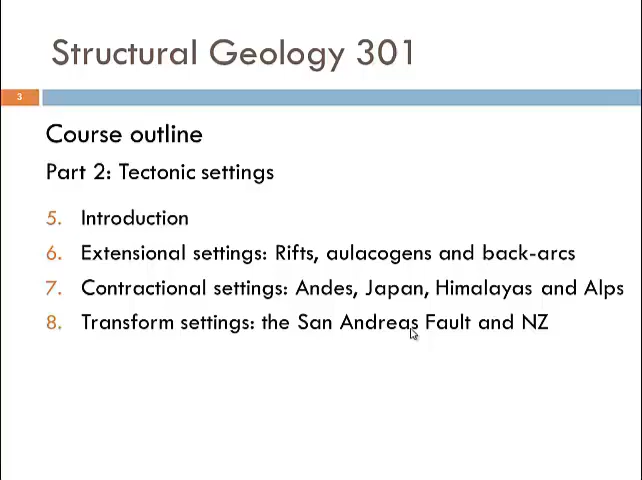 Structural Geology 301
3
Course outline
Part 2: Tectonic settings
5. Introduction
6. Extensional settings: Rifts, aulacogens and back-arcs
7. Contractional settings: Andes, Japan, Himalayas and Alps
8. Transform settings: the San Andreas Fault and NZ